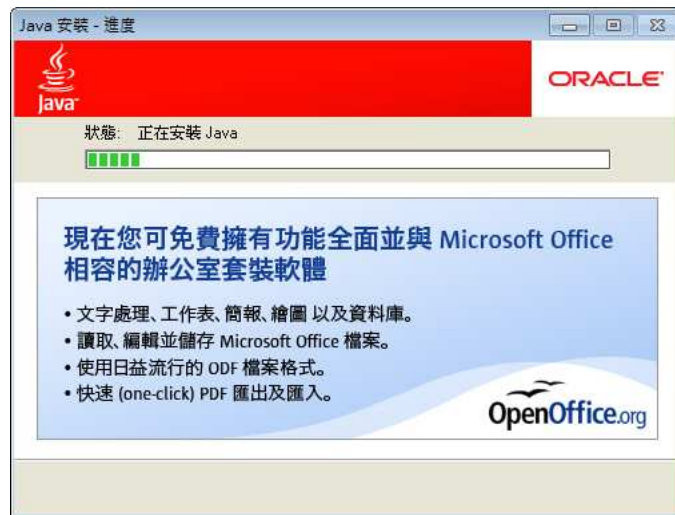 Java 安裝 - 進度
Java
ORACLE
狀態: 正在安裝 Java
現在您可免費擁有功能全面並與 Microsoft Office
相容的辦公室套裝軟體
• 文字處理、工作表、簡報、繪圖 以及資料庫。
• 讀取、編輯並儲存 Microsoft Office 檔案。
• 使用日益流行的 ODF 檔案格式。
• 快速 (one-click) PDF 匯出及匯入。
OpenOffice.org